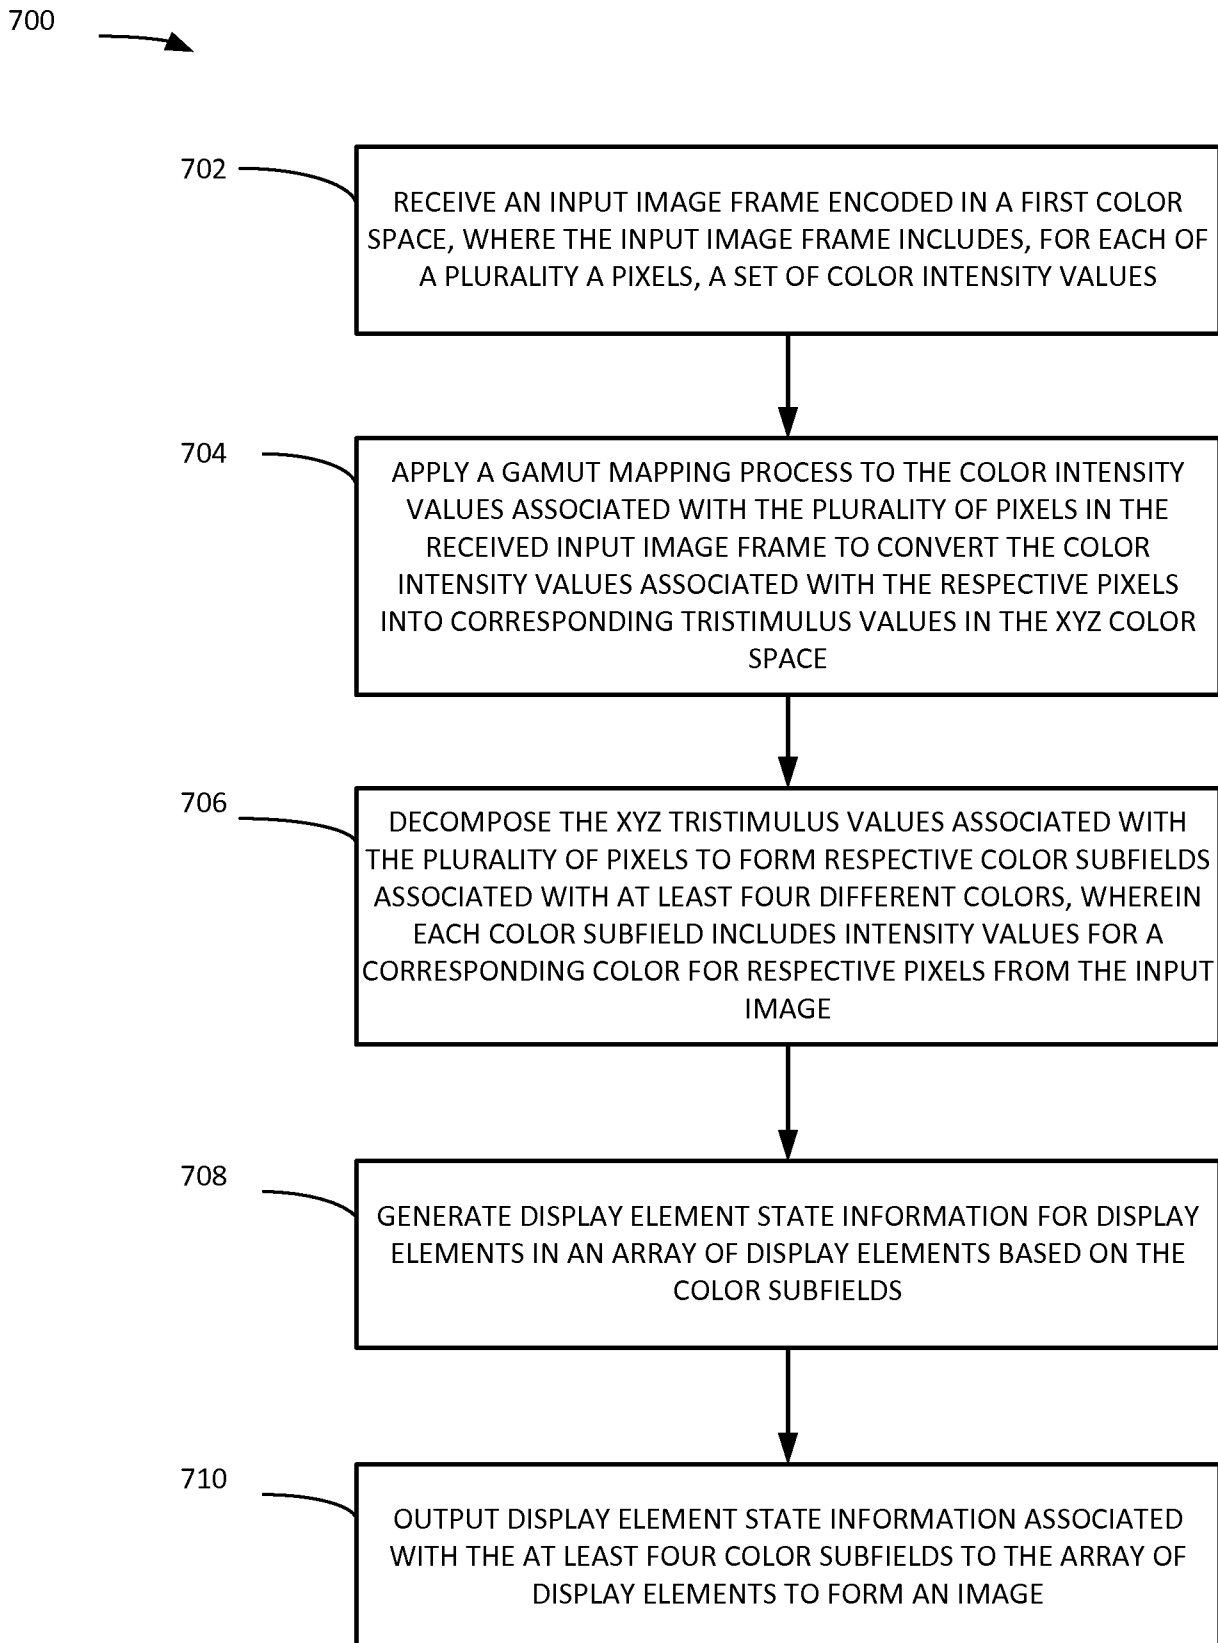 700
702
RECEIVE AN INPUT IMAGE FRAME ENCODED IN A FIRST COLOR
SPACE, WHERE THE INPUT IMAGE FRAME INCLUDES, FOR EACH OF
A PLURALITY A PIXELS, A SET OF COLOR INTENSITY VALUES
704
APPLY A GAMUT MAPPING PROCESS TO THE COLOR INTENSITY
VALUES ASSOCIATED WITH THE PLURALITY OF PIXELS IN THE
RECEIVED INPUT IMAGE FRAME TO CONVERT THE COLOR
INTENSITY VALUES ASSOCIATED WITH THE RESPECTIVE PIXELS
INTO CORRESPONDING TRISTIMULUS VALUES IN THE XYZ COLOR
SPACE
706
DECOMPOSE THE XYZ TRISTIMULUS VALUES ASSOCIATED WITH
THE PLURALITY OF PIXELS TO FORM RESPECTIVE COLOR SUBFIELDS
ASSOCIATED WITH AT LEAST FOUR DIFFERENT COLORS, WHEREIN
EACH COLOR SUBFIELD INCLUDES INTENSITY VALUES FOR A
CORRESPONDING COLOR FOR RESPECTIVE PIXELS FROM THE INPUT
IMAGE
708
GENERATE DISPLAY ELEMENT STATE INFORMATION FOR DISPLAY
ELEMENTS IN AN ARRAY OF DISPLAY ELEMENTS BASED ON THE
COLOR SUBFIELDS
710
OUTPUT DISPLAY ELEMENT STATE INFORMATION ASSOCIATED
WITH THE AT LEAST FOUR COLOR SUBFIELDS TO THE ARRAY OF
DISPLAY ELEMENTS TO FORM AN IMAGE